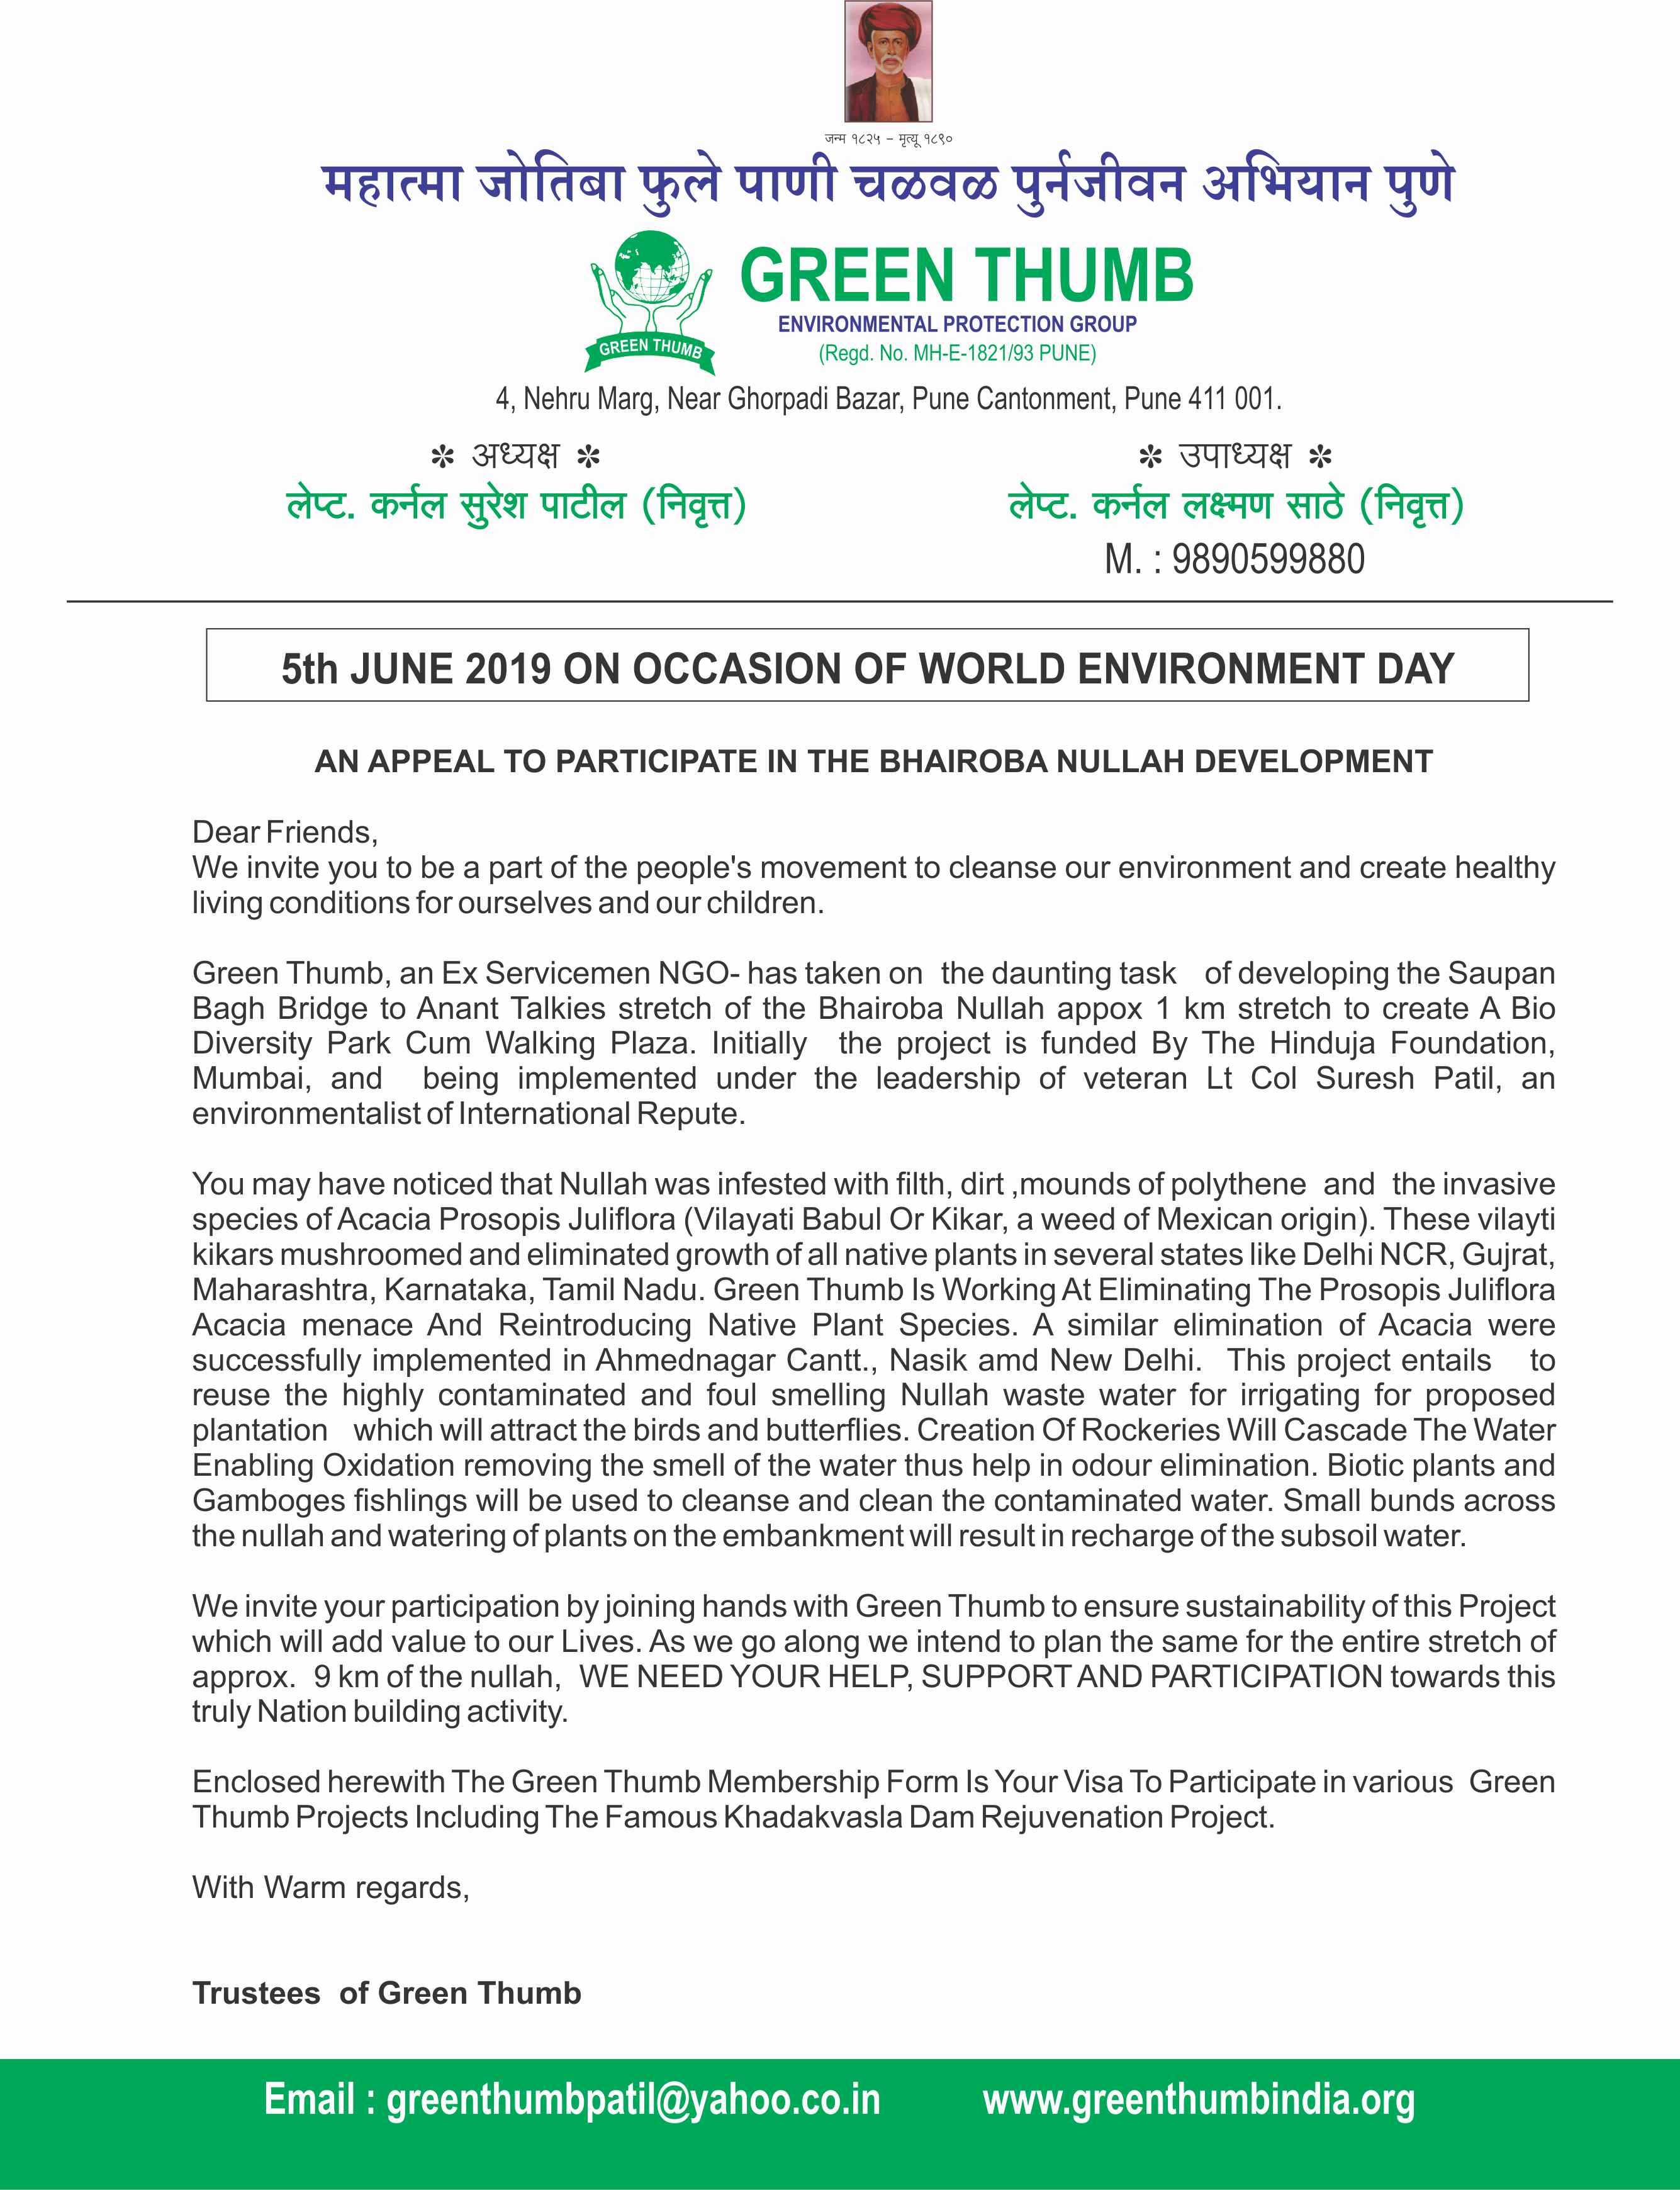 जन्म १८२५ – मृत्यू १८९०
महात्मा जोतिबा फुले पाणी चळवळ पुर्नजीवन अभियान पुणे
GREEN THUMB
GREEN THUMB
ENVIRONMENTAL PROTECTION GROUP
(Regd. No. MH-E-1821/93 PUNE)
4, Nehru Marg, Near Ghorpadi Bazar, Pune Cantonment, Pune 411 001.
✻ अध्यक्ष ✻
लेप्ट. कर्नल सुरेश पाटील (निवृत्त)
✻ उपाध्यक्ष ✻
लेप्ट. कर्नल लक्ष्मण साठे (निवृत्त)
M. : 9890599880
5th JUNE 2019 ON OCCASION OF WORLD ENVIRONMENT DAY
AN APPEAL TO PARTICIPATE IN THE BHAIROBA NULLAH DEVELOPMENT
Dear Friends,
We invite you to be a part of the people's movement to cleanse our environment and create healthy
living conditions for ourselves and our children.
Green Thumb, an Ex Servicemen NGO- has taken on the daunting task of developing the Saupan
Bagh Bridge to Anant Talkies stretch of the Bhairoba Nullah appox 1 km stretch to create A Bio
Diversity Park Cum Walking Plaza. Initially the project is funded By The Hinduja Foundation,
Mumbai, and being implemented under the leadership of veteran Lt Col Suresh Patil, an
environmentalist of International Repute.
You may have noticed that Nullah was infested with filth, dirt ,mounds of polythene and the invasive
species of Acacia Prosopis Juliflora (Vilayati Babul Or Kikar, a weed of Mexican origin). These vilayti
kikars mushroomed and eliminated growth of all native plants in several states like Delhi NCR, Gujrat,
Maharashtra, Karnataka, Tamil Nadu. Green Thumb Is Working At Eliminating The Prosopis Juliflora
Acacia menace And Reintroducing Native Plant Species. A similar elimination of Acacia were
successfully implemented in Ahmednagar Cantt., Nasik amd New Delhi. This project entails to
reuse the highly contaminated and foul smelling Nullah waste water for irrigating for proposed
plantation which will attract the birds and butterflies. Creation Of Rockeries Will Cascade The Water
Enabling Oxidation removing the smell of the water thus help in odour elimination. Biotic plants and
Gamboges fishlings will be used to cleanse and clean the contaminated water. Small bunds across
the nullah and watering of plants on the embankment will result in recharge of the subsoil water.
We invite your participation by joining hands with Green Thumb to ensure sustainability of this Project
which will add value to our Lives. As we go along we intend to plan the same for the entire stretch of
approx. 9 km of the nullah, WE NEED YOUR HELP, SUPPORT AND PARTICIPATION towards this
truly Nation building activity.
Enclosed herewith The Green Thumb Membership Form Is Your Visa To Participate in various Green
Thumb Projects Including The Famous Khadakvasla Dam Rejuvenation Project.
With Warm regards,
Trustees of Green Thumb
Email : greenthumbpatil@yahoo.co.in www.greenthumbindia.org